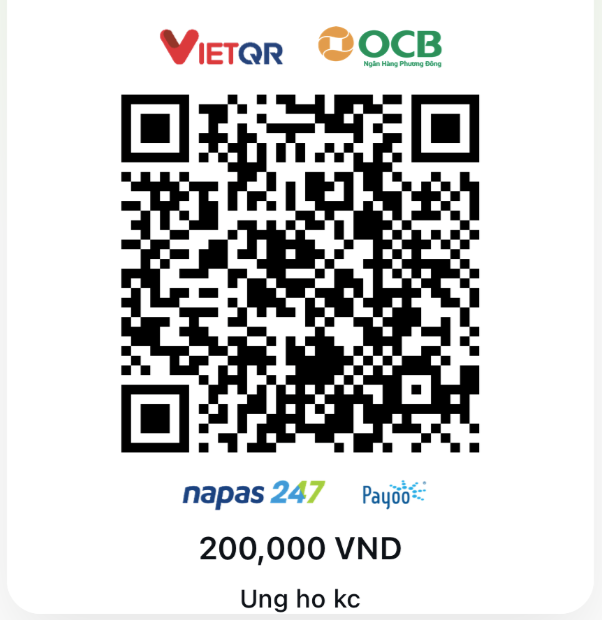 VIETQR OCB
Ngân Hàng Phương Đông
napas 247 Payoo
200,000 VND
Ung ho kc